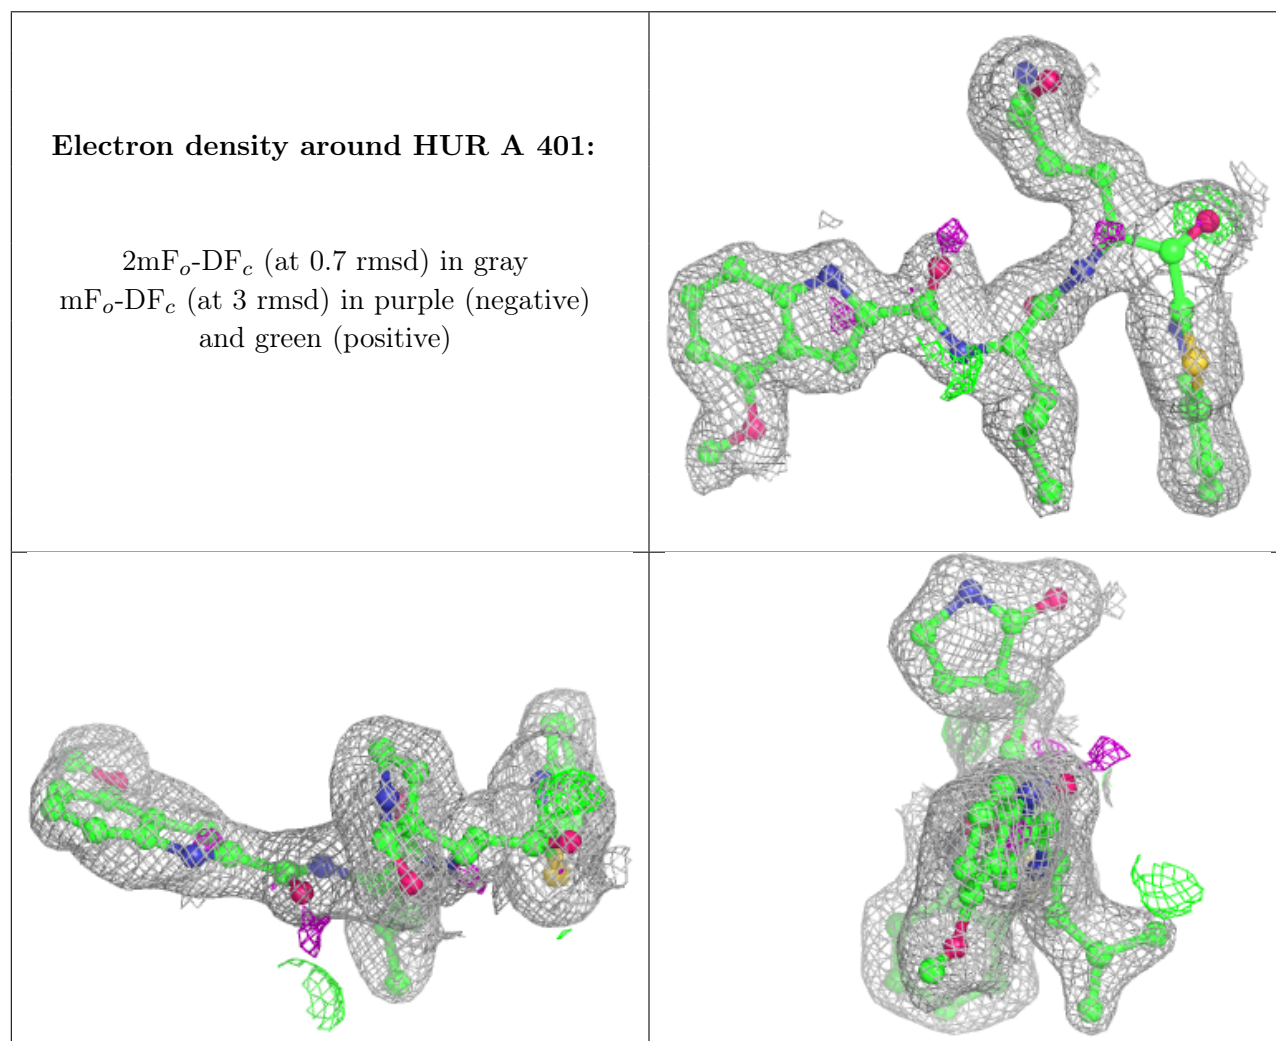 Electron density around HUR A 401:
2mFo-DFc (at 0.7 rmsd) in gray
mFo-DFc (at 3 rmsd) in purple (negative)
and green (positive)